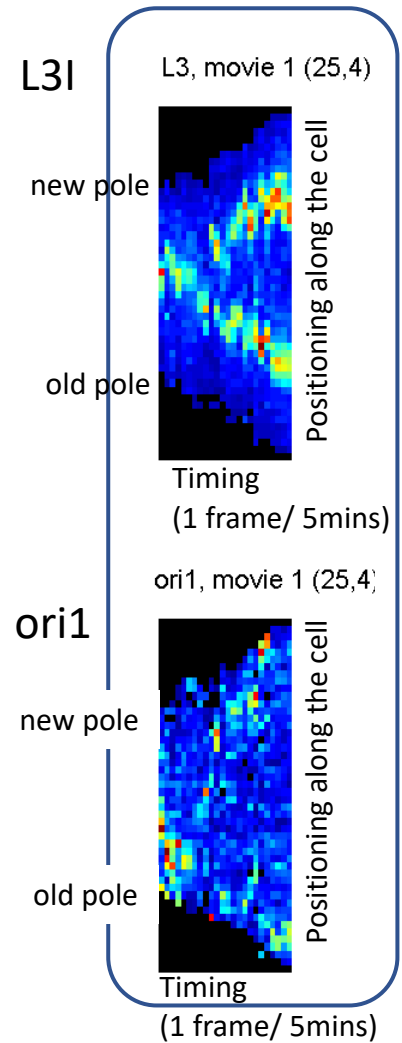 L3I
L3, movie 1 (25,4)
new pole
old pole
Positioning along the cell
Timing
(1 frame/ 5mins)
ori1, movie 1 (25,4)
ori1
new pole
old pole
Positioning along the cell
Timing
(1 frame/ 5mins)